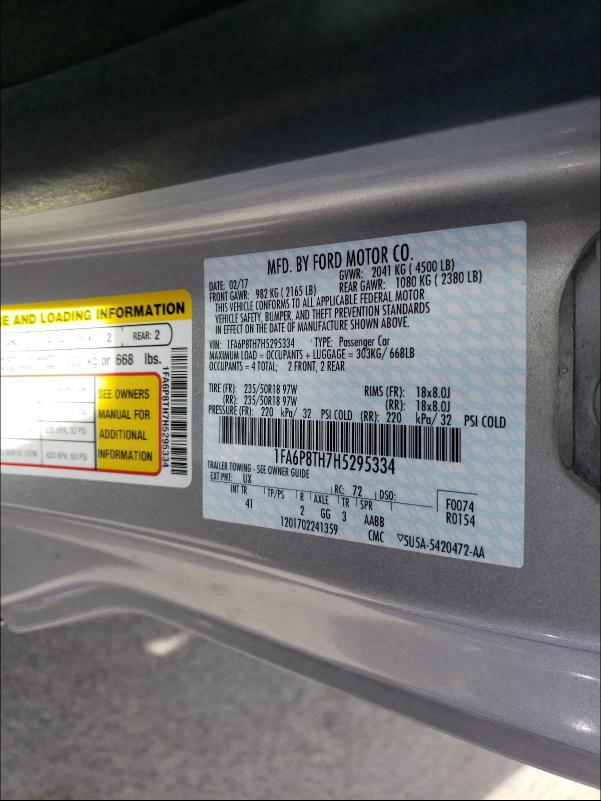 MFD. BY FORD MOTOR CO.
DATE: 02/17 GVWR: 2041 KG ( 4500 LB)
FRONT GAWR: 982 KG ( 2165 LB) REAR GAWR: 1080 KG ( 2380 LB)
THIS VEHICLE CONFORMS TO ALL APPLICABLE FEDERAL MOTOR
VEHICLE SAFETY, BUMPER, AND THEFT PREVENTION STANDARDS
IN EFFECT ON THE DATE OF MANUFACTURE SHOWN ABOVE.
VIN: 1FA6P8TH7H5295334 TYPE: Passenger Car
MAXIMUM LOAD = OCCUPANTS + LUGGAGE = 303KG/ 668LB
OCCUPANTS = 4 TOTAL; 2 FRONT, 2 REAR
TIRE (FR): 235/50R18 97W RIMS (FR): 18x8.0J
(RR): 235/50R18 97W (RR): 18x8.0J
PRESSURE (FR): 220 kPa/ 32 PSI COLD (RR): 220 kPa/ 32 PSI COLD
1FA6P8TH7H5295334
TRAILER TOWING - SEE OWNER GUIDE
EXT PNT: UX RC: 72 DSO:
INT TR TP/PS R AXLE TR SPR
41 2 GG 3 AABB
1201702241359 CMC
F0074
R0154
▽5U5A-5420472-AA
E AND LOADING INFORMATION
2 REAR: 2
kg or 668 lbs.
SEE OWNERS
MANUAL FOR
ADDITIONAL
INFORMATION
1FA6P8TH7H5295334